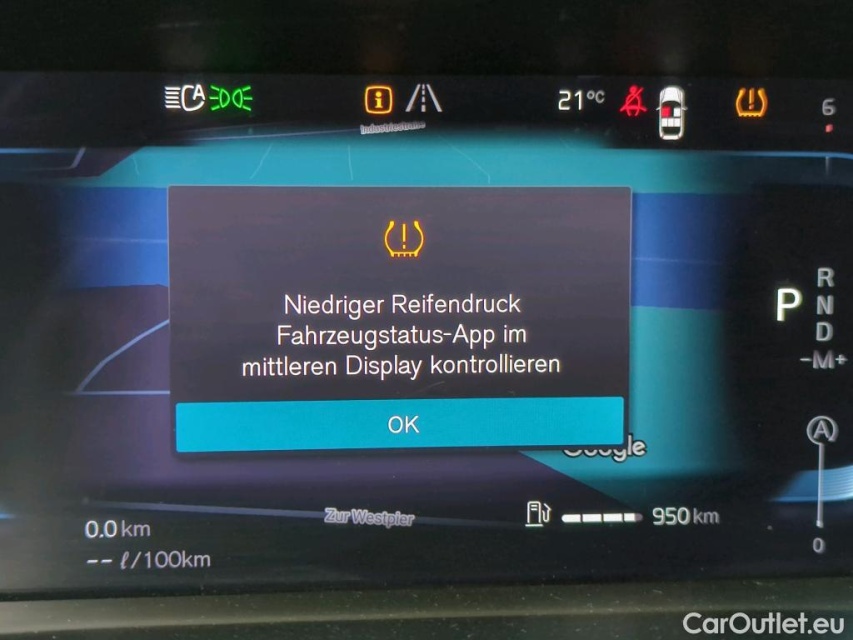 A
i
Industriestraße
21°C
6
Niedriger Reifendruck
Fahrzeugstatus-App im
mittleren Display kontrollieren
OK
Google
R
P N
D
-M+
A
0
Zur Westpier
0.0 km
950 km
-- ℓ/100km
CarOutlet.eu